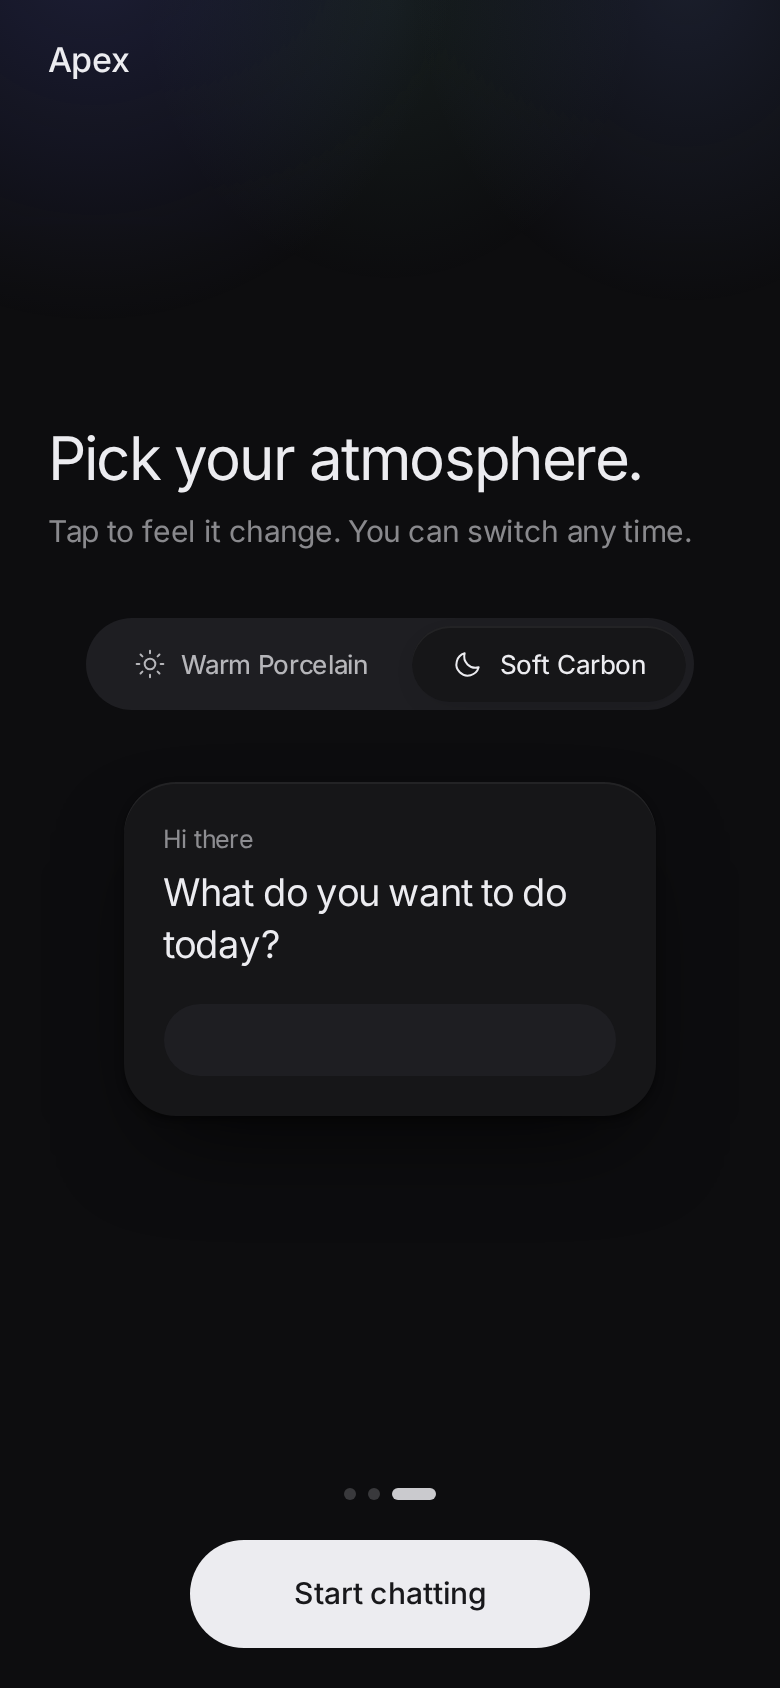 Apex
Pick your atmosphere.
Tap to feel it change. You can switch any time.
Warm Porcelain
Soft Carbon
Hi there
What do you want to do
today?
Start chatting